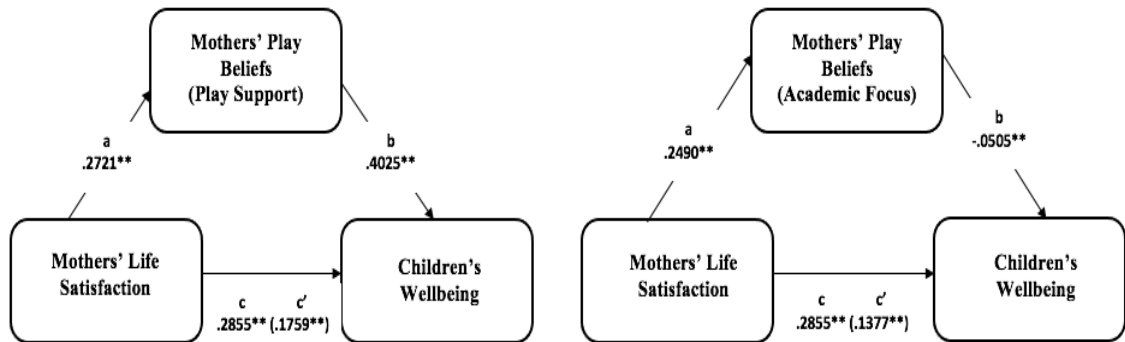 Mothers' Play
Beliefs
(Play Support)
a
.2721**
b
.4025**
Mothers' Life
Satisfaction
Children's
Wellbeing
c c'
.2855** (.1759**)
Mothers' Play
Beliefs
(Academic Focus)
a
.2490**
b
-.0505**
Mothers' Life
Satisfaction
Children's
Wellbeing
c c'
.2855** (.1377**)